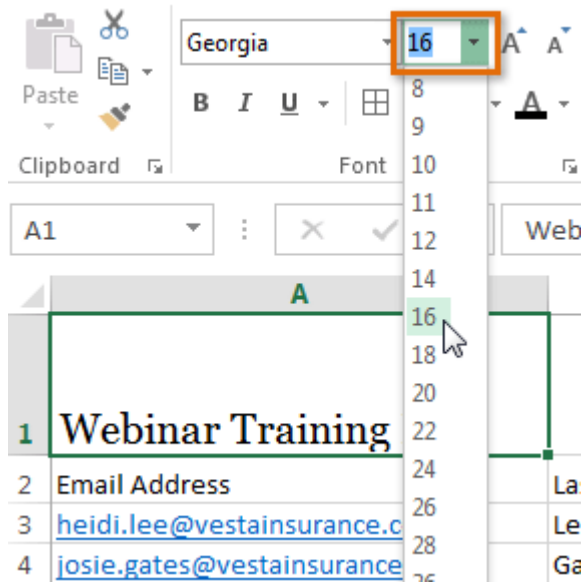 Georgia 16 A A
Paste B I U A
Clipboard Font
A1 Web
8
9
10
11
12
14
16
18
20
22
24
26
28
A
1 Webinar Training
2 Email Address La
3 heidi.lee@vestainsurance.c Le
4 josie.gates@vestainsurance Ga